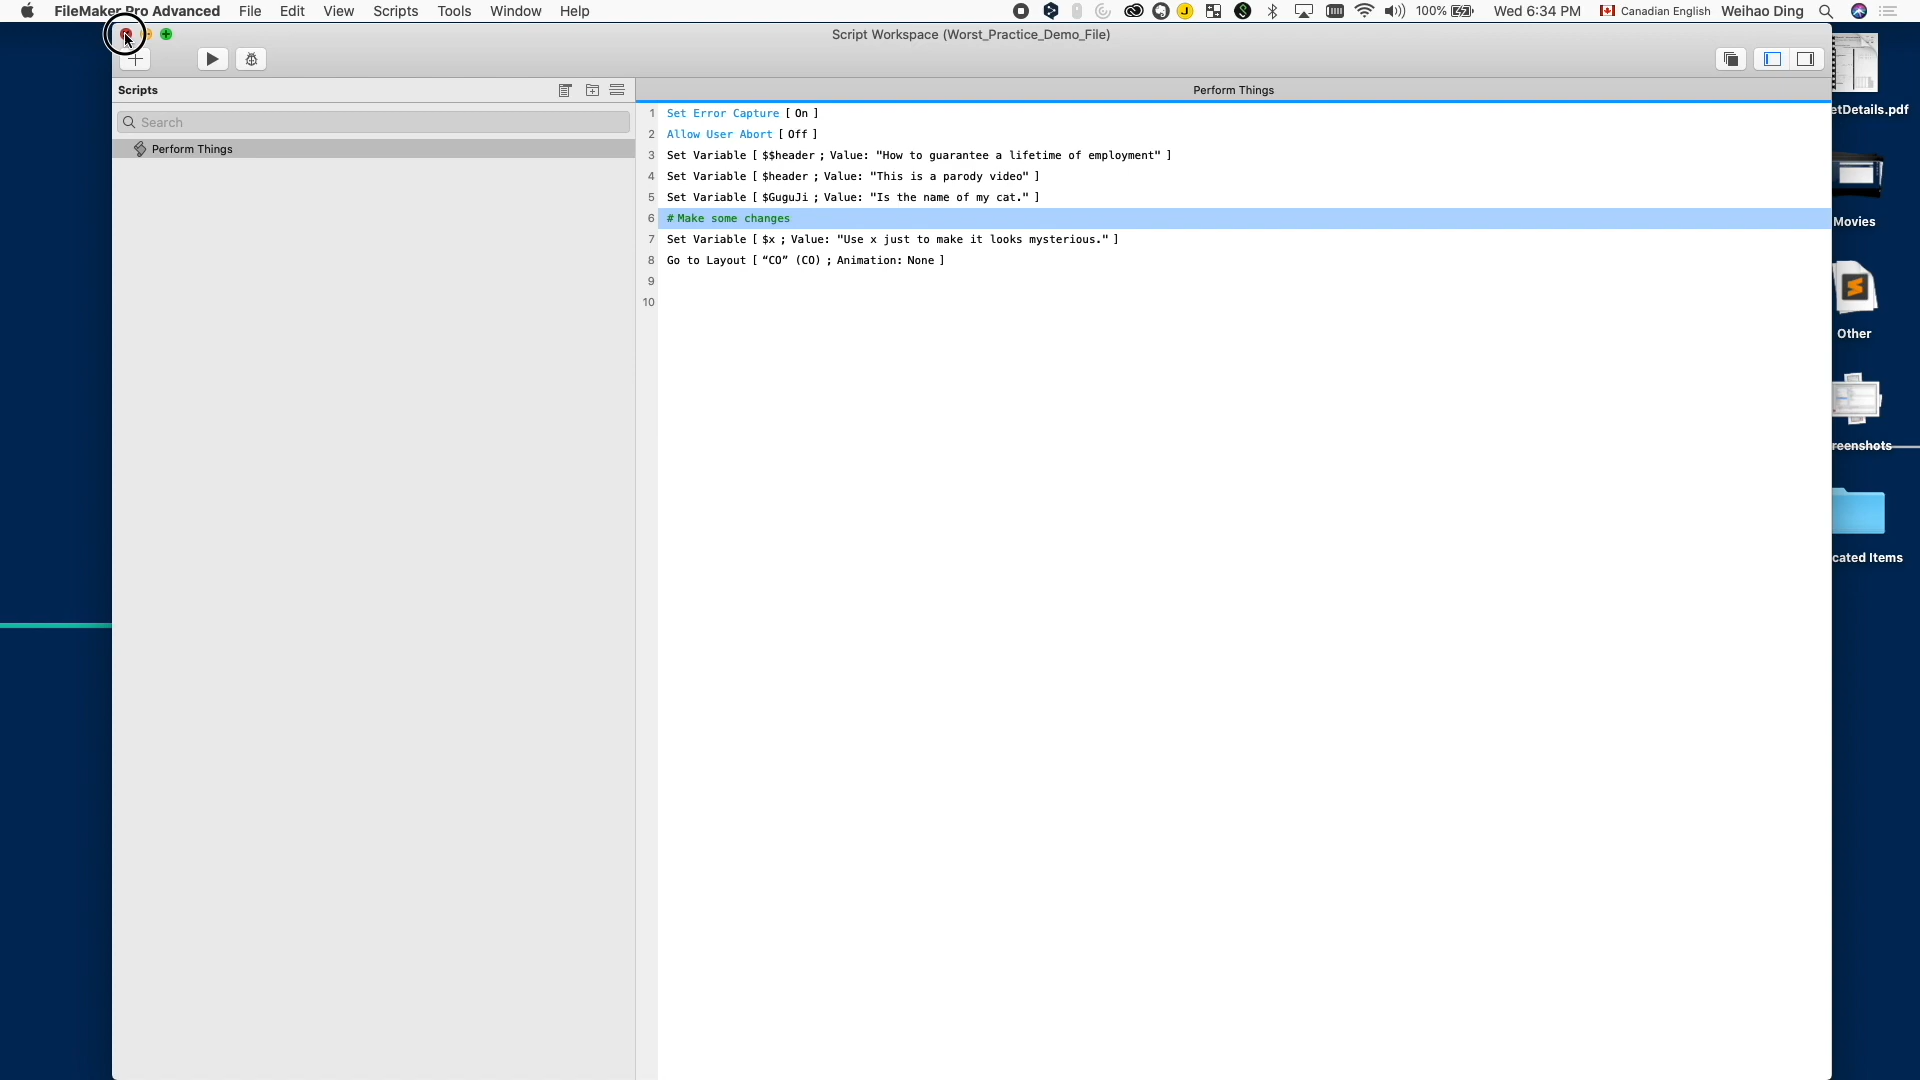 FileMaker Pro Advanced File Edit View Scripts Tools Window Help 100% Wed 6:34 PM Canadian English Weihao Ding
Script Workspace (Worst_Practice_Demo_File)
Scripts
Perform Things
Search
Perform Things
1 Set Error Capture [ On ]
2 Allow User Abort [ Off ]
3 Set Variable [ $$header ; Value: "How to guarantee a lifetime of employment" ]
4 Set Variable [ $header ; Value: "This is a parody video" ]
5 Set Variable [ $GuguJi ; Value: "Is the name of my cat." ]
6 # Make some changes
7 Set Variable [ $x ; Value: "Use x just to make it looks mysterious." ]
8 Go to Layout [ “CO” (CO) ; Animation: None ]
9
10
etDetails.pdf
Movies
Other
reenshots
cated Items